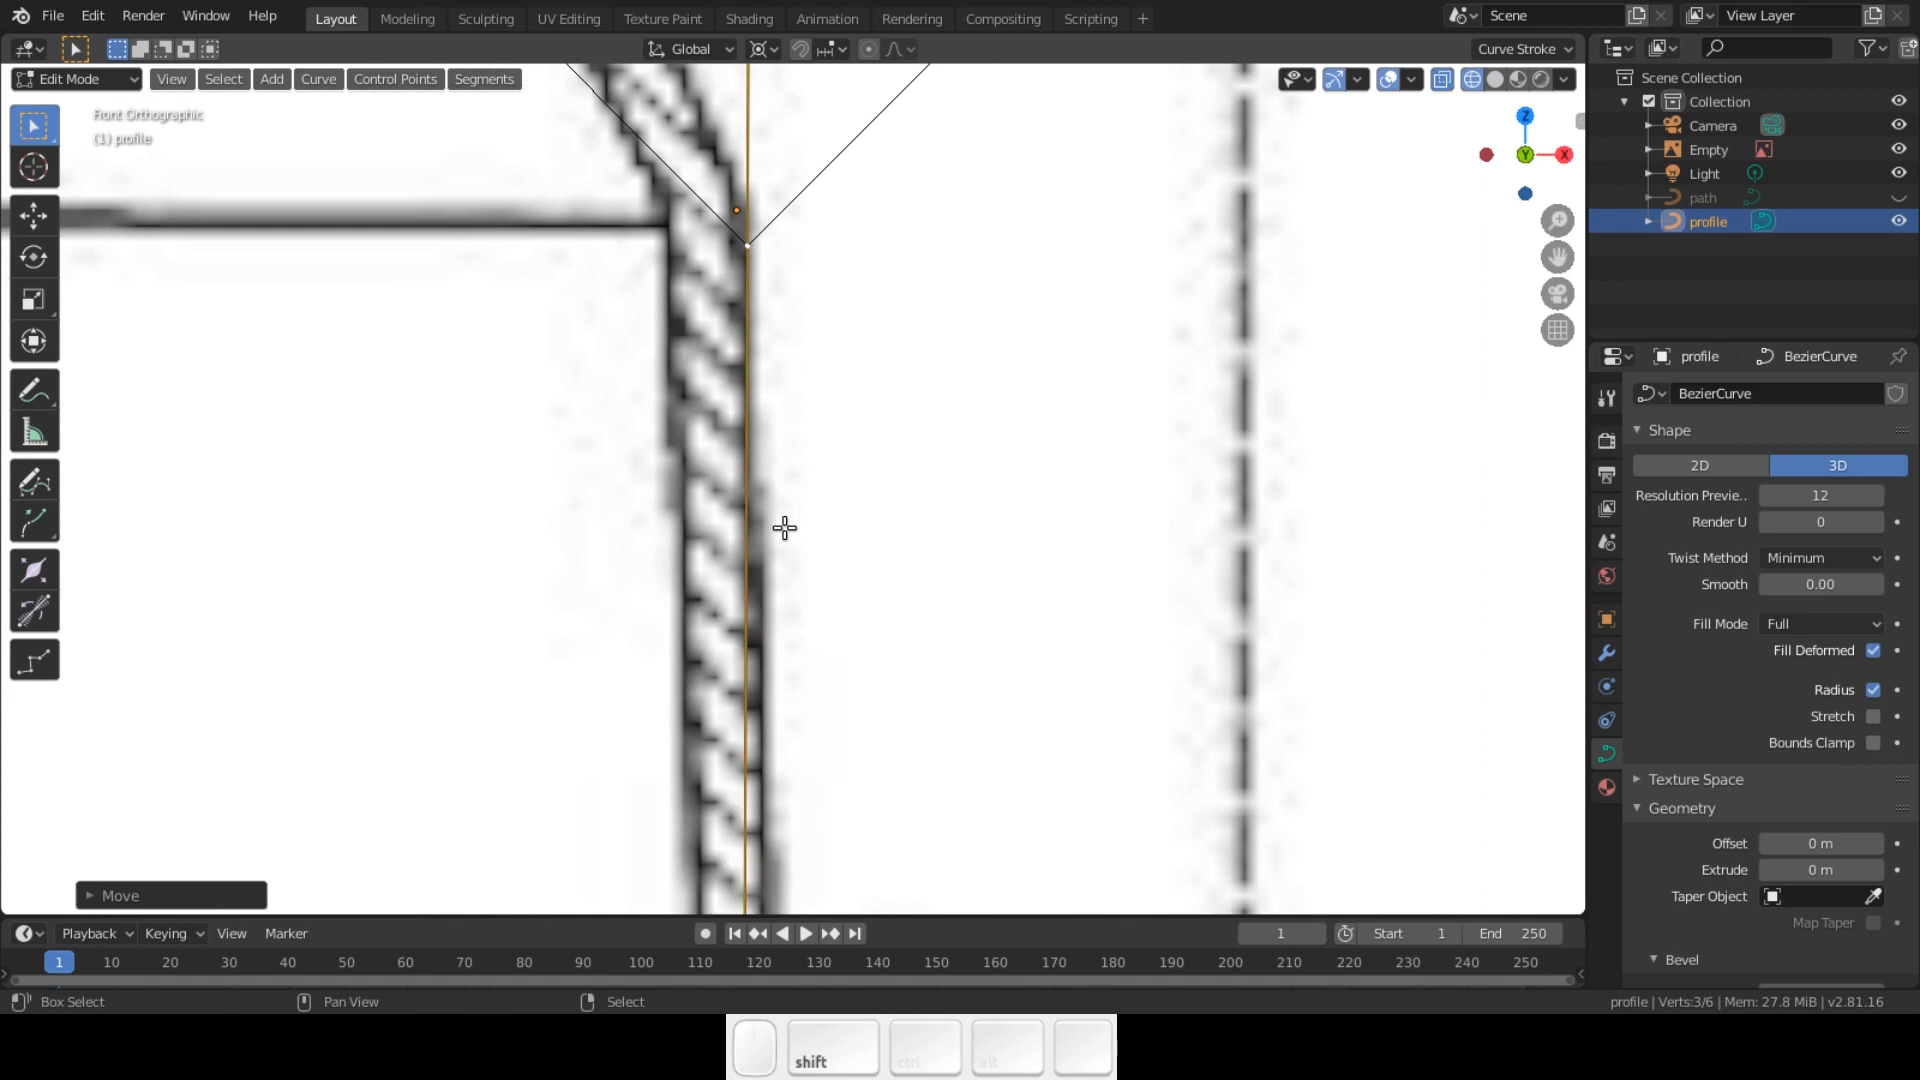 File Edit Render Window Help Layout Modeling Sculpting UV Editing Texture Paint Shading Animation Rendering Compositing Scripting + Scene View Layer
Global Curve Stroke
Edit Mode View Select Add Curve Control Points Segments
Front Orthographic
(1) profile
Z
Y
X
Scene Collection
Collection
Camera
Empty
Light
path
profile
profile BezierCurve
BezierCurve
Shape
2D 3D
Resolution Previe.. 12
Render U 0
Twist Method Minimum
Smooth 0.00
Fill Mode Full
Fill Deformed
Radius
Stretch
Bounds Clamp
Texture Space
Geometry
Offset 0 m
Extrude 0 m
Taper Object
Map Taper
Bevel
Move
Playback Keying View Marker 1 Start 1 End 250
1 10 20 30 40 50 60 70 80 90 100 110 120 130 140 150 160 170 180 190 200 210 220 230 240 250
Box Select Pan View Select profile | Verts:3/6 | Mem: 27.8 MiB | v2.81.16
shift ctrl alt